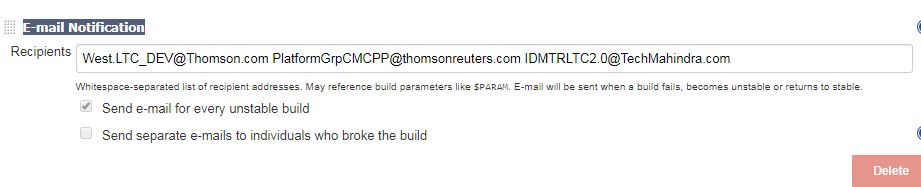 E-mail Notification
Recipients West.LTC_DEV@Thomson.com PlatformGrpCMCPP@thomsonreuters.com IDMTRLTC2.0@TechMahindra.com
Whitespace-separated list of recipient addresses. May reference build parameters like $PARAM. E-mail will be sent when a build fails, becomes unstable or returns to stable.
Send e-mail for every unstable build
Send separate e-mails to individuals who broke the build
Delete